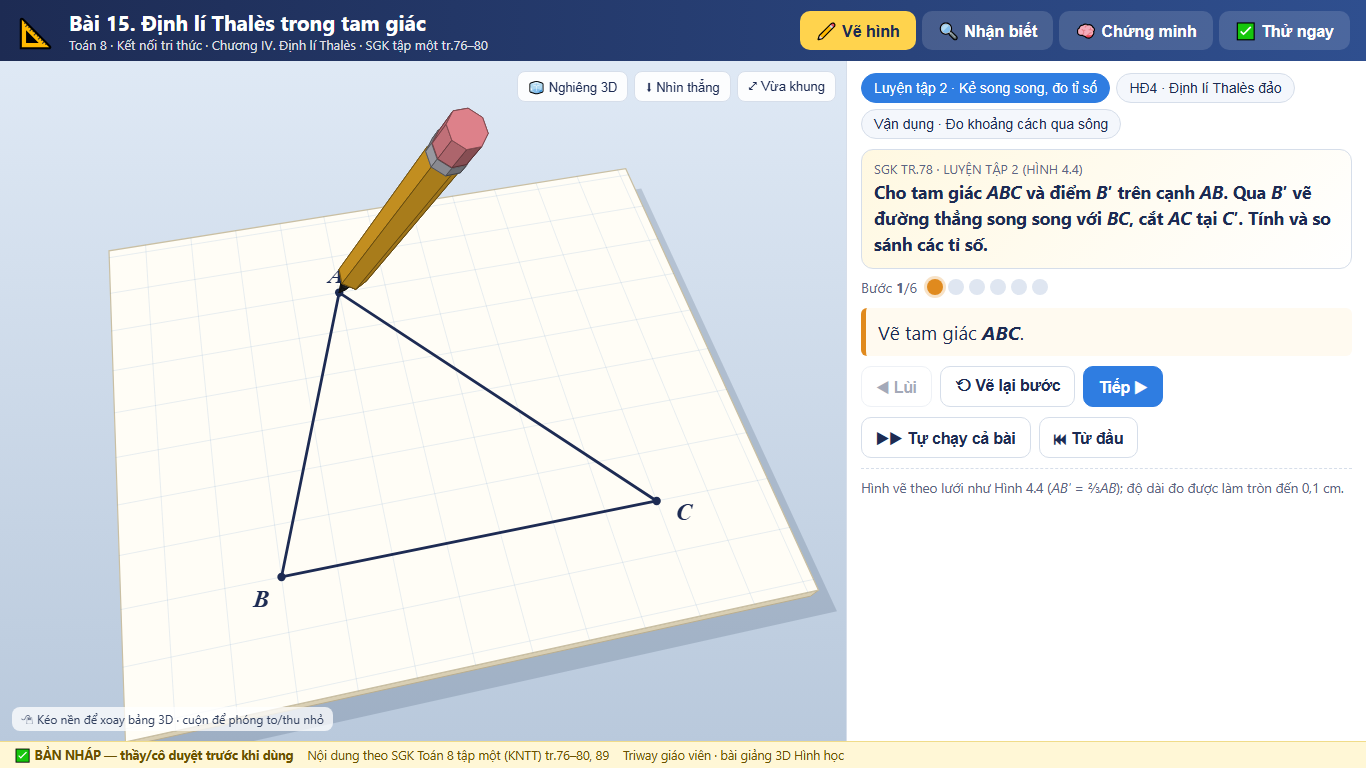 Bài 15. Định lí Thalès trong tam giác
Toán 8 · Kết nối tri thức · Chương IV. Định lí Thalès · SGK tập một tr.76–80
Vẽ hình
Nhận biết
Chứng minh
Thử ngay
Nghiêng 3D
⬇ Nhìn thẳng
⤢ Vừa khung
A
B
C
Kéo nền để xoay bảng 3D · cuộn để phóng to/thu nhỏ
Luyện tập 2 · Kẻ song song, đo tỉ số
HĐ4 · Định lí Thalès đảo
Vận dụng · Đo khoảng cách qua sông
SGK TR.78 · LUYỆN TẬP 2 (HÌNH 4.4)
Cho tam giác ABC và điểm B′ trên cạnh AB. Qua B′ vẽ
đường thẳng song song với BC, cắt AC tại C′. Tính và so
sánh các tỉ số.
Bước 1/6
Vẽ tam giác ABC.
◀ Lùi
⟲ Vẽ lại bước
Tiếp ▶
▶▶ Tự chạy cả bài
⏮ Từ đầu
Hình vẽ theo lưới như Hình 4.4 (AB′ = ⅔AB); độ dài đo được làm tròn đến 0,1 cm.
✅ BẢN NHÁP — thầy/cô duyệt trước khi dùng Nội dung theo SGK Toán 8 tập một (KNTT) tr.76–80, 89 Triway giáo viên · bài giảng 3D Hình học